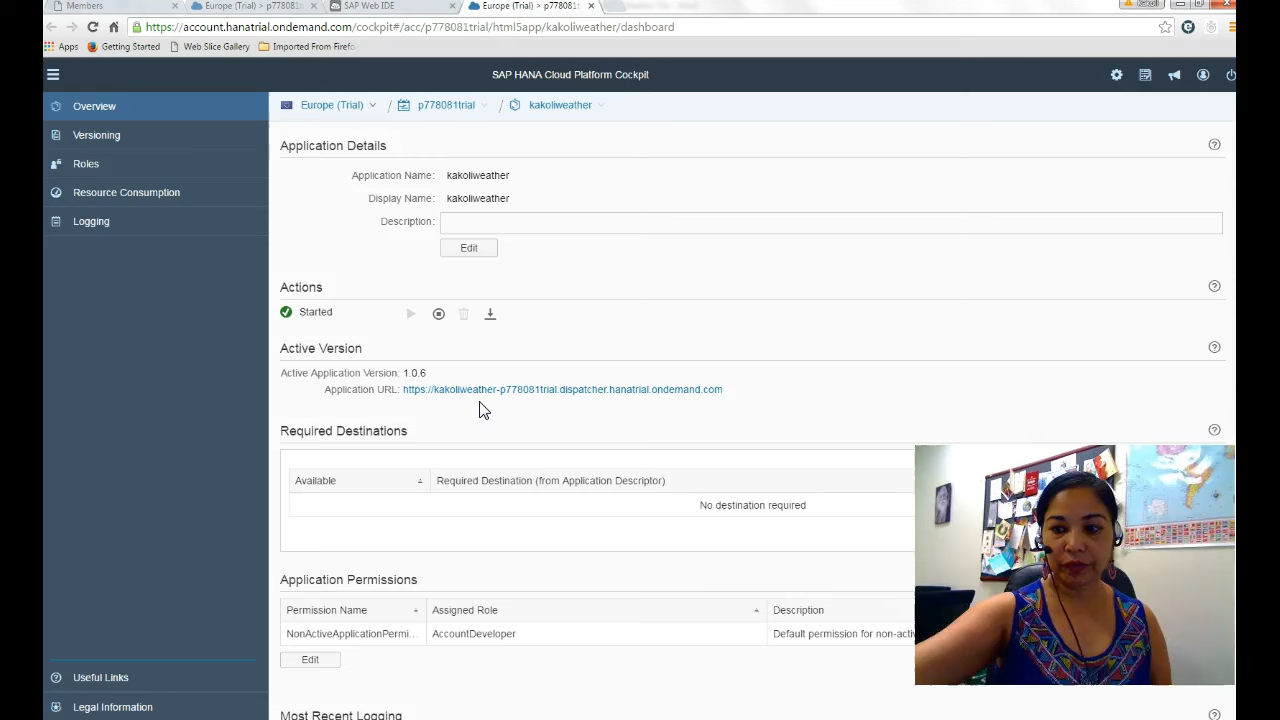 Members
Europe (Trial) > p778081
SAP Web IDE
Europe (Trial) > p778081
https://account.hanatrial.ondemand.com/cockpit#/acc/p778081trial/html5app/kakoliweather/dashboard
Apps
Getting Started
Web Slice Gallery
Imported From Firefo
SAP HANA Cloud Platform Cockpit
Overview
Versioning
Roles
Resource Consumption
Logging
Useful Links
Legal Information
Europe (Trial) / p778081trial / kakoliweather
Application Details
Application Name: kakoliweather
Display Name: kakoliweather
Description:
Edit
Actions
Started
Active Version
Active Application Version: 1.0.6
Application URL: https://kakoliweather-p778081trial.dispatcher.hanatrial.ondemand.com
Required Destinations
Available Required Destination (from Application Descriptor)
No destination required
Application Permissions
Permission Name Assigned Role Description
NonActiveApplicationPermi... AccountDeveloper Default permission for non-activ
Edit
Most Recent Logging